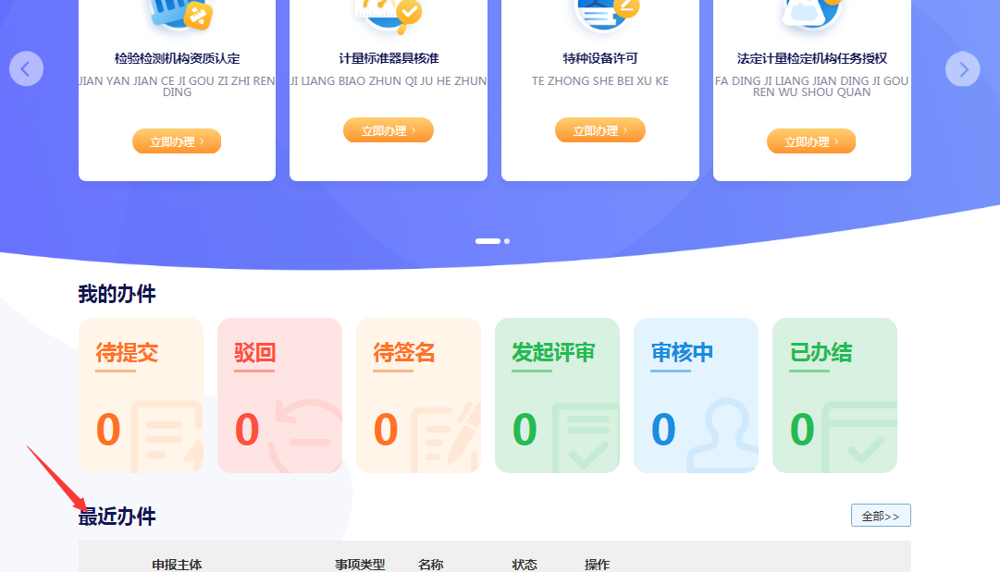 检验检测机构资质认定
JIAN YAN JIAN CE JI GOU ZI ZHI REN
DING
立即办理
计量标准器具核准
JI LIANG BIAO ZHUN QI JU HE ZHUN
立即办理
特种设备许可
TE ZHONG SHE BEI XU KE
立即办理
法定计量检定机构任务授权
FA DING JI LIANG JIAN DING JI GOU
REN WU SHOU QUAN
立即办理
我的办件
待提交
0
驳回
0
待签名
0
发起评审
0
审核中
0
已办结
0
最近办件
全部>>
申报主体 事项类型 名称 状态 操作